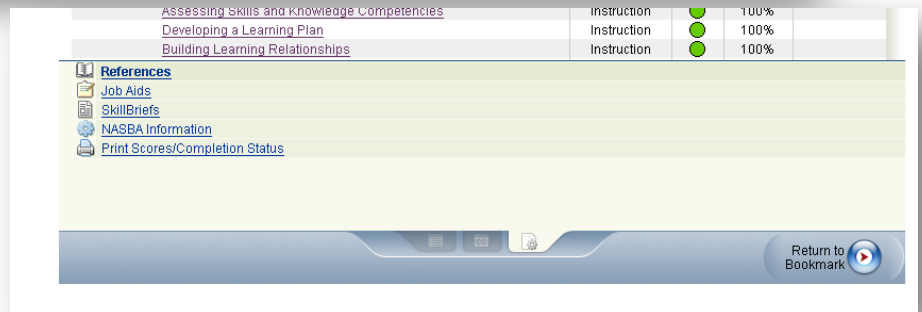 Assessing Skills and Knowledge Competencies Instruction 100%
Developing a Learning Plan Instruction 100%
Building Learning Relationships Instruction 100%
References
Job Aids
SkillBriefs
NASBA Information
Print Scores/Completion Status
Return to
Bookmark